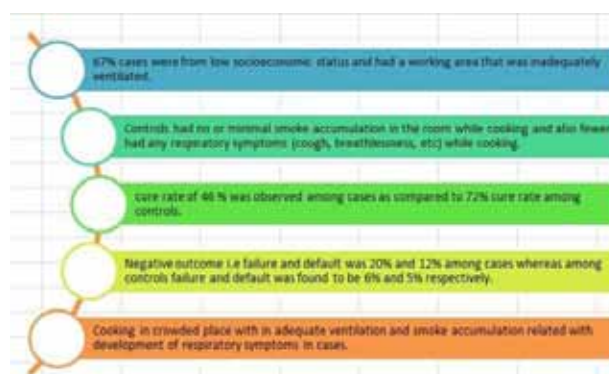 67% cases were from low socioeconomic status and had a working area that was inadequately
ventilated.
Controls had no or minimal smoke accumulation in the room while cooking and also fewer
had any respiratory symptoms (cough, breathlessness, etc) while cooking.
cure rate of 46 % was observed among cases as compared to 72% cure rate among
controls.
Negative outcome i.e failure and default was 20% and 12% among cases whereas among
controls failure and default was found to be 6% and 5% respectively.
Cooking in crowded place with in adequate ventilation and smoke accumulation related with
development of respiratory symptoms in cases.